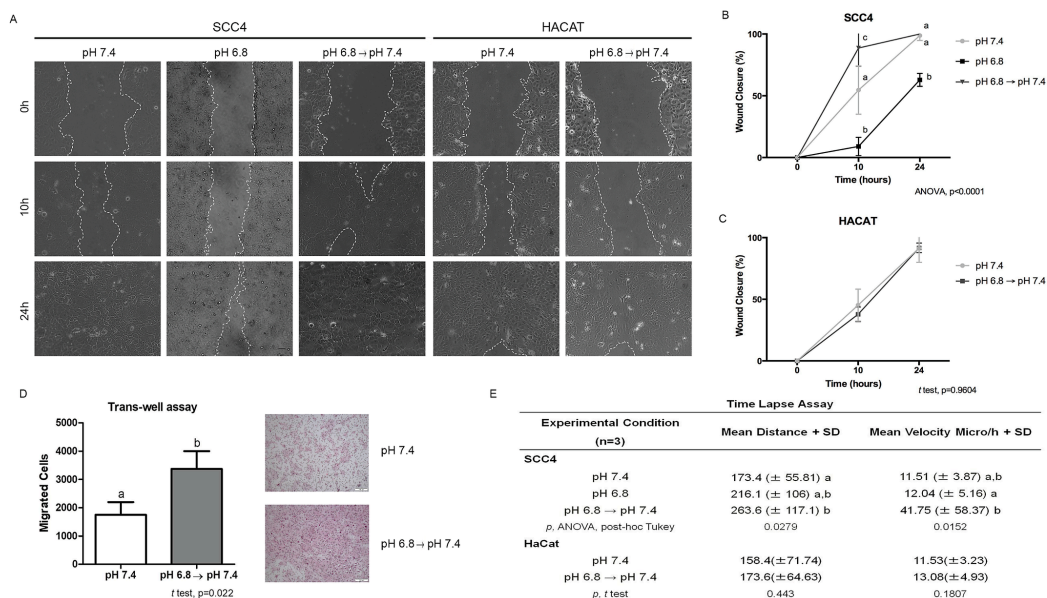 A
SCC4
HACAT
pH 7.4
pH 6.8
pH 6.8→pH 7.4
pH 7.4
pH 6.8→pH 7.4
0h
10h
24h
B
SCC4
Wound Closure (%)
100
50
0
a
a
c
a
b
b
0
10
24
Time (hours)
pH 7.4
pH 6.8
pH 6.8 → pH 7.4
ANOVA, p<0.0001
C
HACAT
Wound Closure (%)
100
50
0
0
10
24
Time (hours)
pH 7.4
pH 6.8 → pH 7.4
t test, p=0.9604
D
Trans-well assay
Migrated Cells
5000
4000
3000
2000
1000
0
a
b
pH 7.4
pH 6.8→ pH 7.4
t test, p=0.022
pH 7.4
pH 6.8→pH 7.4
E
Time Lapse Assay
Experimental Condition (n=3) Mean Distance + SD Mean Velocity Micro/h + SD
SCC4
pH 7.4 173.4 (± 55.81) a 11.51 (± 3.87) a,b
pH 6.8 216.1 (± 106) a,b 12.04 (± 5.16) a
pH 6.8 → pH 7.4 263.6 (± 117.1) b 41.75 (± 58.37) b
p, ANOVA, post-hoc Tukey 0.0279 0.0152
HaCat
pH 7.4 158.4(±71.74) 11.53(±3.23)
pH 6.8 → pH 7.4 173.6(±64.63) 13.08(±4.93)
p, t test 0.443 0.1807